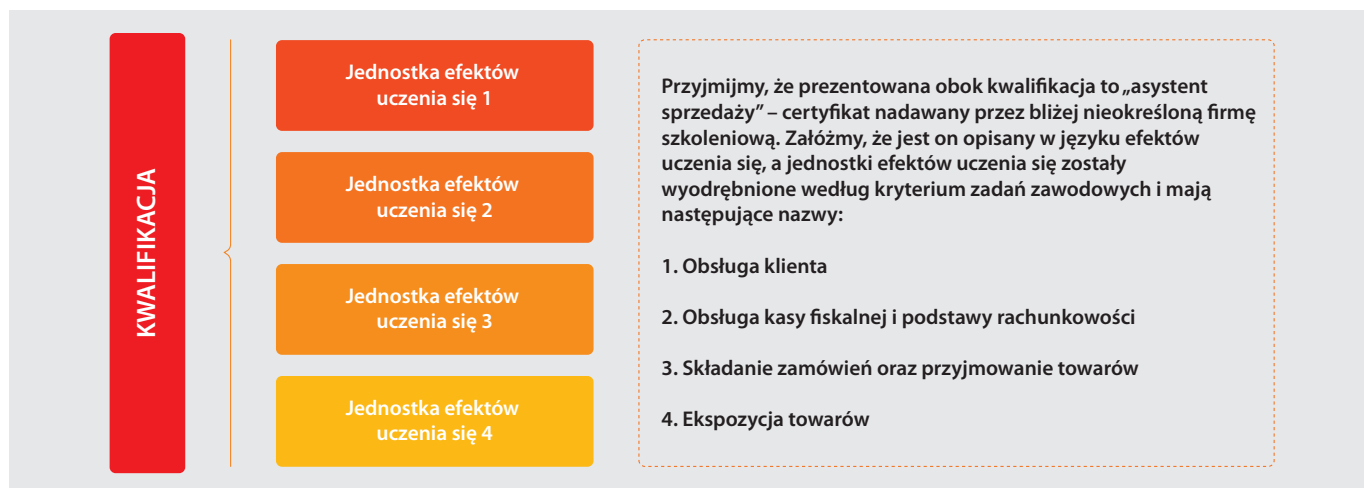 KWALIFIKACJA
Jednostka efektów
uczenia się 1
Jednostka efektów
uczenia się 2
Jednostka efektów
uczenia się 3
Jednostka efektów
uczenia się 4
Przyjmijmy, że prezentowana obok kwalifikacja to „asystent
sprzedaży” – certyfikat nadawany przez bliżej nieokreśloną firmę
szkoleniową. Załóżmy, że jest on opisany w języku efektów
uczenia się, a jednostki efektów uczenia się zostały
wyodrębnione według kryterium zadań zawodowych i mają
następujące nazwy:
1. Obsługa klienta
2. Obsługa kasy fiskalnej i podstawy rachunkowości
3. Składanie zamówień oraz przyjmowanie towarów
4. Ekspozycja towarów